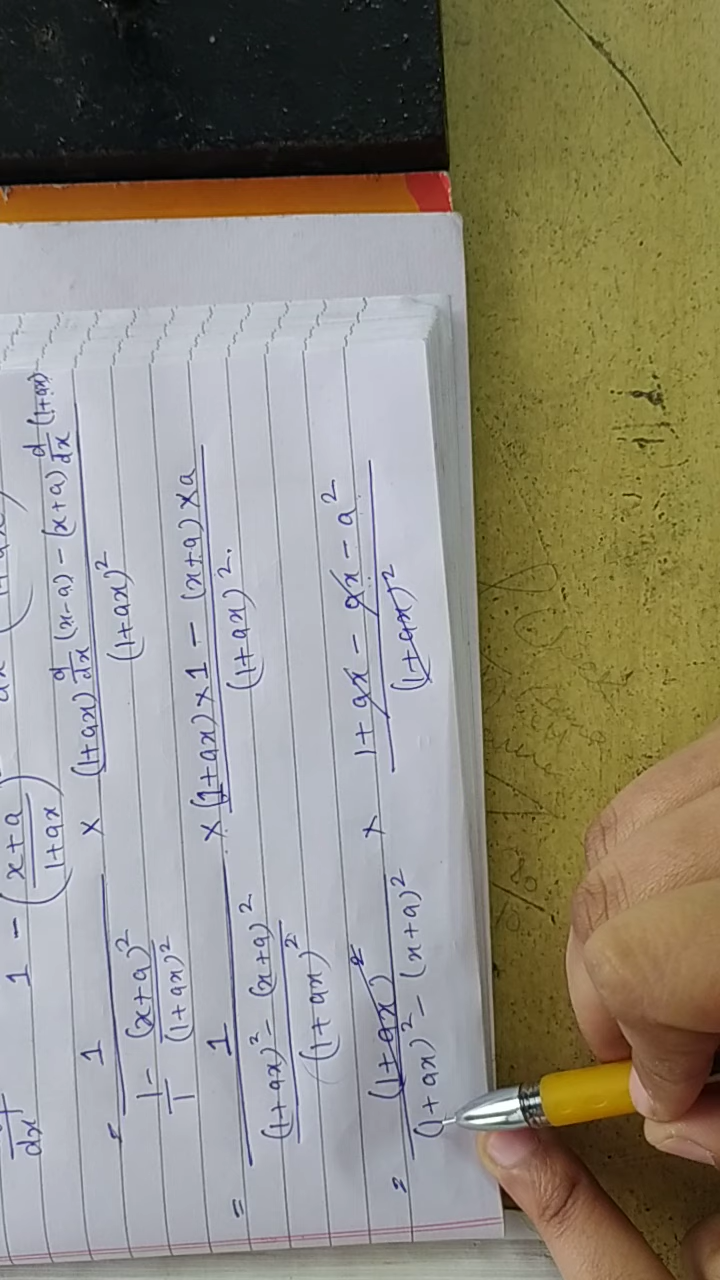 dx 1 - (x+a / 1+ax)
= 1 / 1/1 - (x+a)² / (1+ax)² × (1+ax) d/dx (x-a) - (x+a) d/dx (1+ax) / (1+ax)²
= 1 / (1+ax)² - (x+a)² / (1+ax)² × (1+ax)×1 - (x+a)×a / (1+ax)².
= (1+ax)² / (1+ax)² - (x+a)² × 1+ax - ax - a² / (1+ax)²